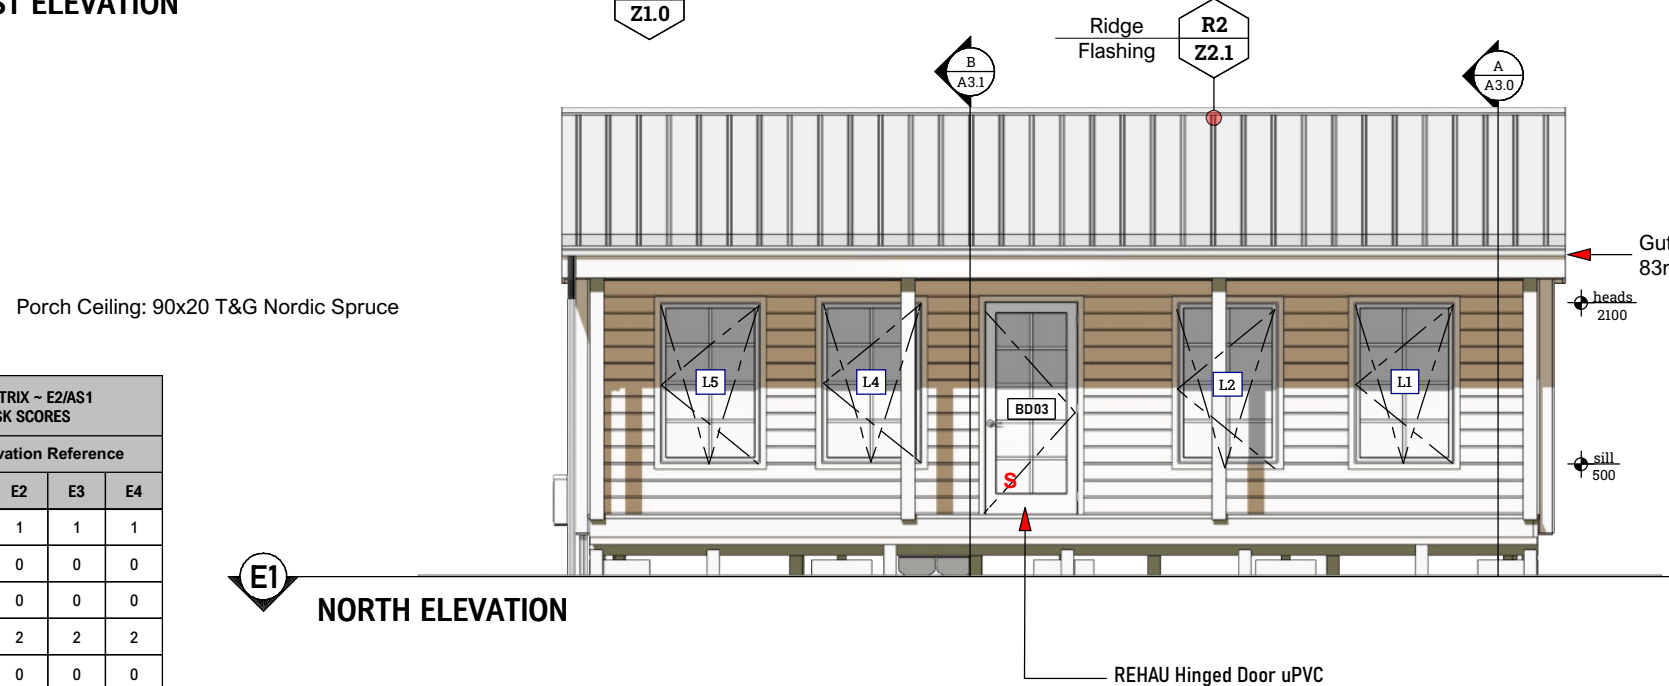 ST ELEVATION
Z1.0
Ridge
Flashing
R2
Z2.1
B
A3.1
A
A3.0
Porch Ceiling: 90x20 T&G Nordic Spruce
heads
2100
L5
L4
BD03
L2
L1
S
sill
500
TRIX ~ E2/AS1
SK SCORES
vation Reference
E2 E3 E4
1 1 1
0 0 0
0 0 0
2 2 2
0 0 0
E1
NORTH ELEVATION
REHAU Hinged Door uPVC